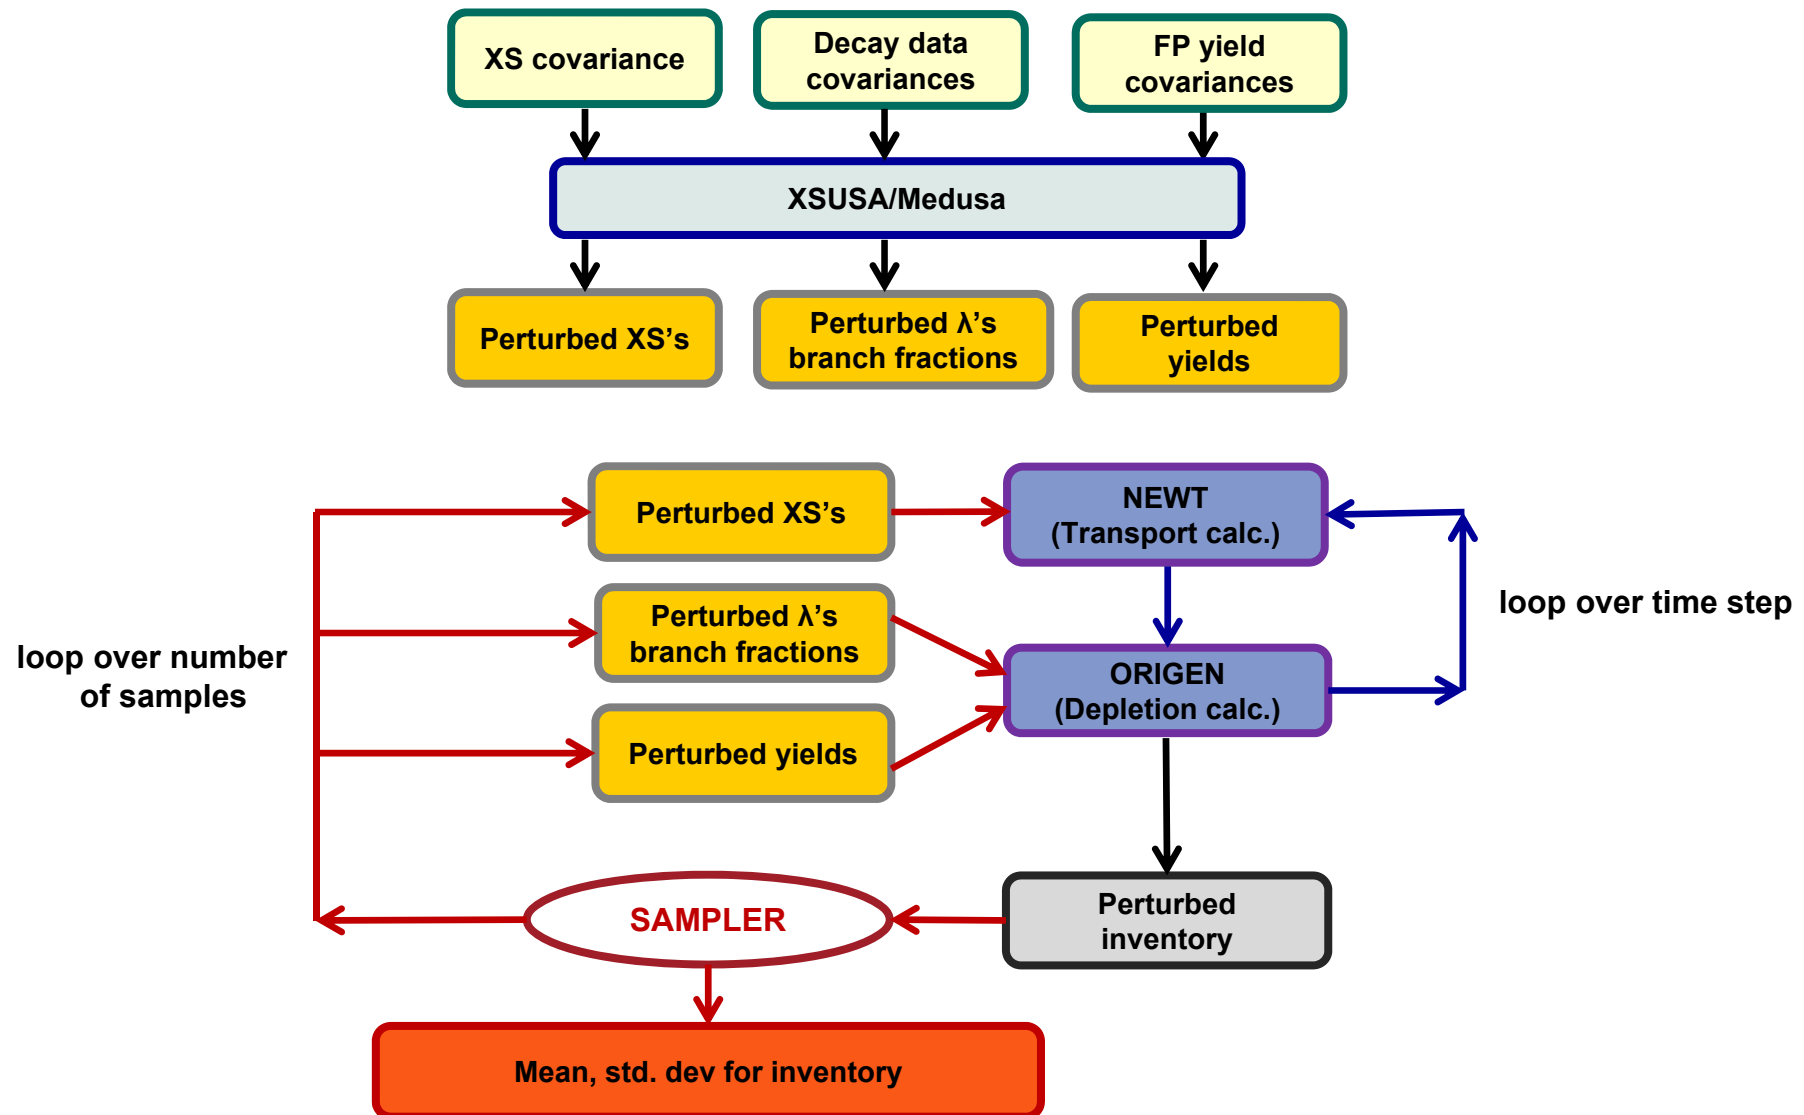 XS covariance
Decay data
covariances
FP yield
covariances
XSUSA/Medusa
Perturbed XS’s
Perturbed λ’s
branch fractions
Perturbed
yields
loop over number
of samples
Perturbed XS’s
NEWT
(Transport calc.)
loop over time step
Perturbed λ’s
branch fractions
ORIGEN
(Depletion calc.)
Perturbed yields
SAMPLER
Perturbed
inventory
Mean, std. dev for inventory